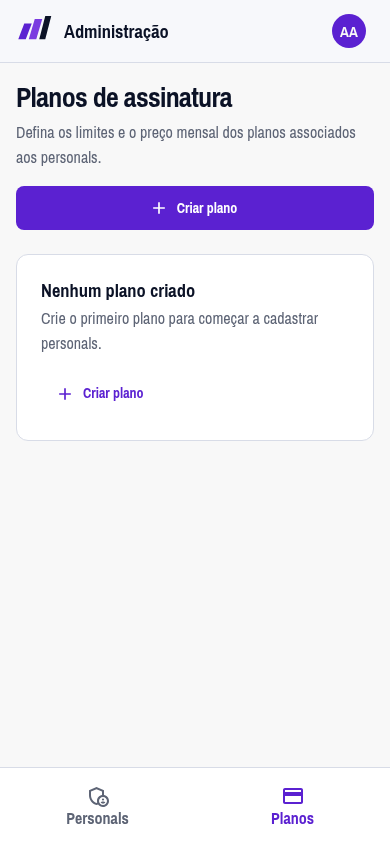 Administração
AA
Planos de assinatura
Defina os limites e o preço mensal dos planos associados
aos personals.
Criar plano
Nenhum plano criado
Crie o primeiro plano para começar a cadastrar
personals.
Criar plano
Personals
Planos